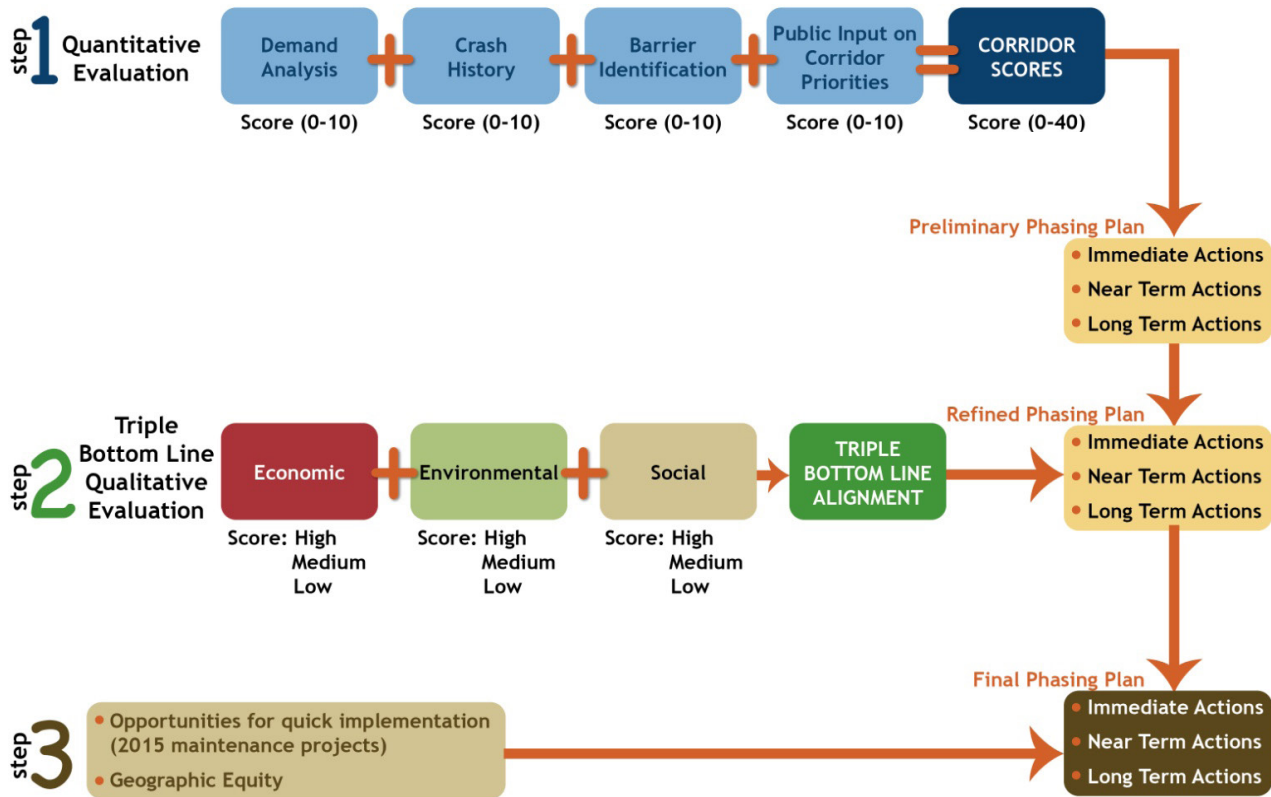 step 1 Quantitative
Evaluation
Demand
Analysis
+
Crash
History
+
Barrier
Identification
+
Public Input on
Corridor
Priorities
=
CORRIDOR
SCORES
Score (0-10)
Score (0-10)
Score (0-10)
Score (0-10)
Score (0-40)
Preliminary Phasing Plan
• Immediate Actions
• Near Term Actions
• Long Term Actions
step 2 Triple
Bottom Line
Qualitative
Evaluation
Economic
+
Environmental
+
Social
TRIPLE
BOTTOM LINE
ALIGNMENT
Score: High
Medium
Low
Score: High
Medium
Low
Score: High
Medium
Low
Refined Phasing Plan
• Immediate Actions
• Near Term Actions
• Long Term Actions
step 3
• Opportunities for quick implementation
(2015 maintenance projects)
• Geographic Equity
Final Phasing Plan
• Immediate Actions
• Near Term Actions
• Long Term Actions